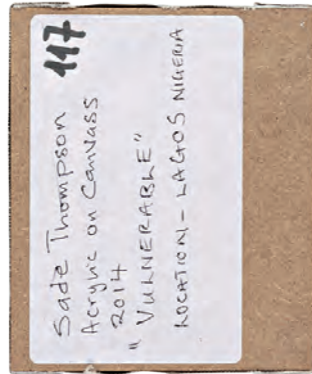 117
Sade Thompson
Acrylic on Canvass
2014
"VULNERABLE"
LOCATION - LAGOS NIGERIA